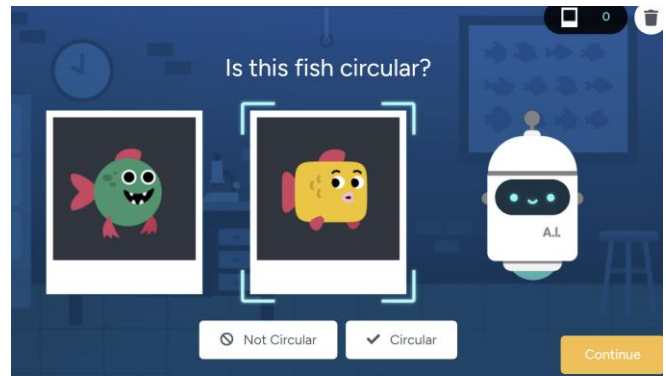 0
Is this fish circular?
A.I.
Not Circular
Circular
Continue